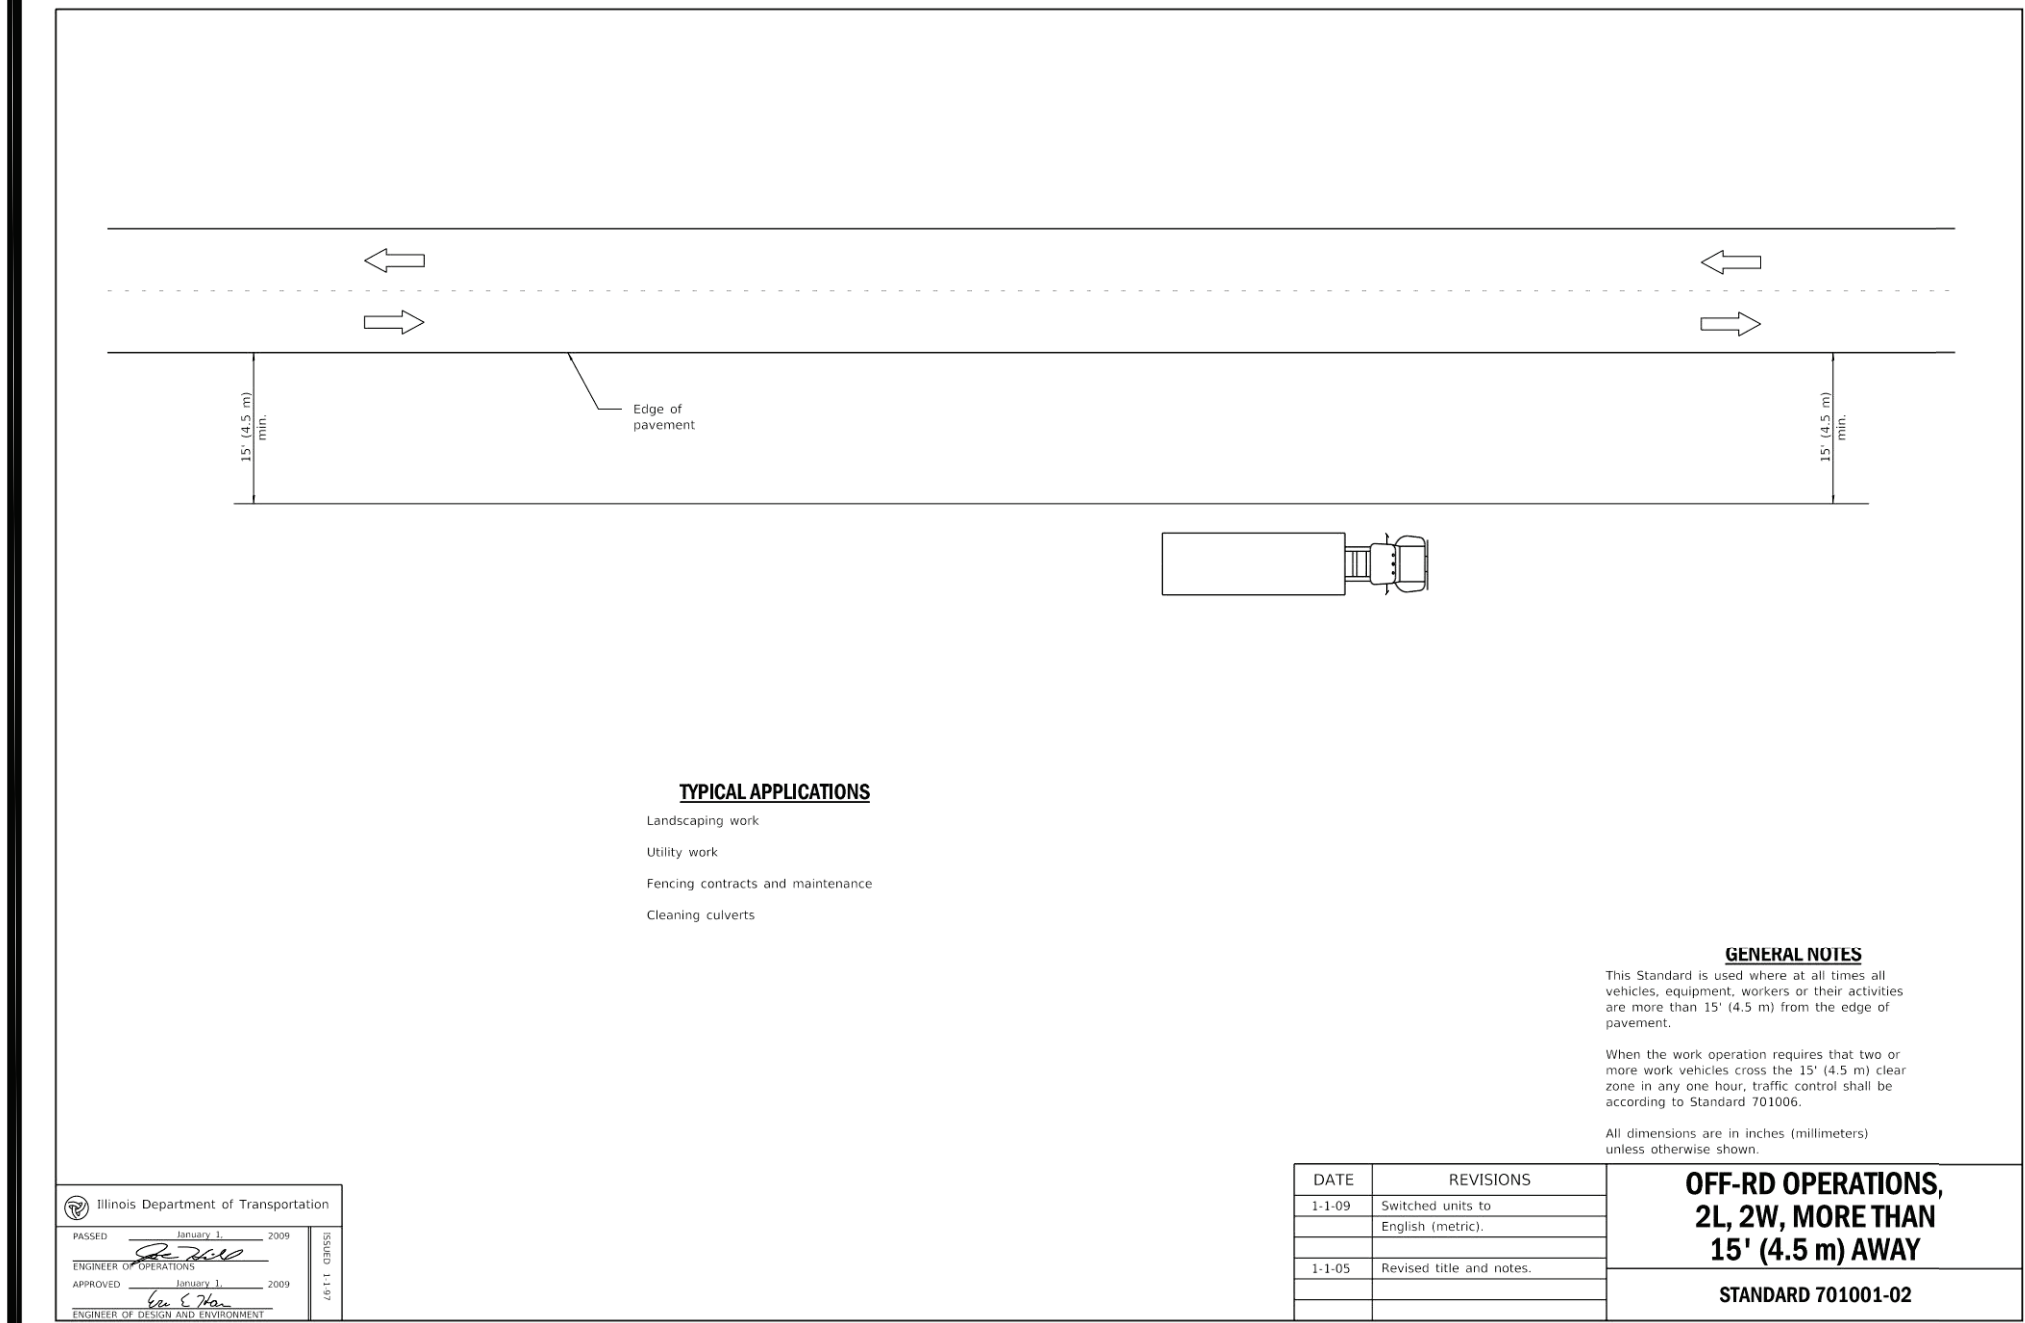 15' (4.5 m)
min.
Edge of
pavement
15' (4.5 m)
min.
TYPICAL APPLICATIONS
Landscaping work
Utility work
Fencing contracts and maintenance
Cleaning culverts
GENERAL NOTES
This Standard is used where at all times all
vehicles, equipment, workers or their activities
are more than 15' (4.5 m) from the edge of
pavement.
When the work operation requires that two or
more work vehicles cross the 15' (4.5 m) clear
zone in any one hour, traffic control shall be
according to Standard 701006.
All dimensions are in inches (millimeters)
unless otherwise shown.
Illinois Department of Transportation
PASSED January 1, 2009
ENGINEER OF OPERATIONS
APPROVED January 1, 2009
ENGINEER OF DESIGN AND ENVIRONMENT
ISSUED 1-1-97
DATE REVISIONS
1-1-09 Switched units to
English (metric).
1-1-05 Revised title and notes.
OFF-RD OPERATIONS,
2L, 2W, MORE THAN
15' (4.5 m) AWAY
STANDARD 701001-02